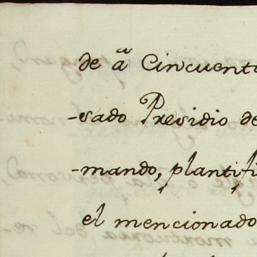 de â Cincuenta
-sado Presidio de
-mando, plantifi
el mencionado